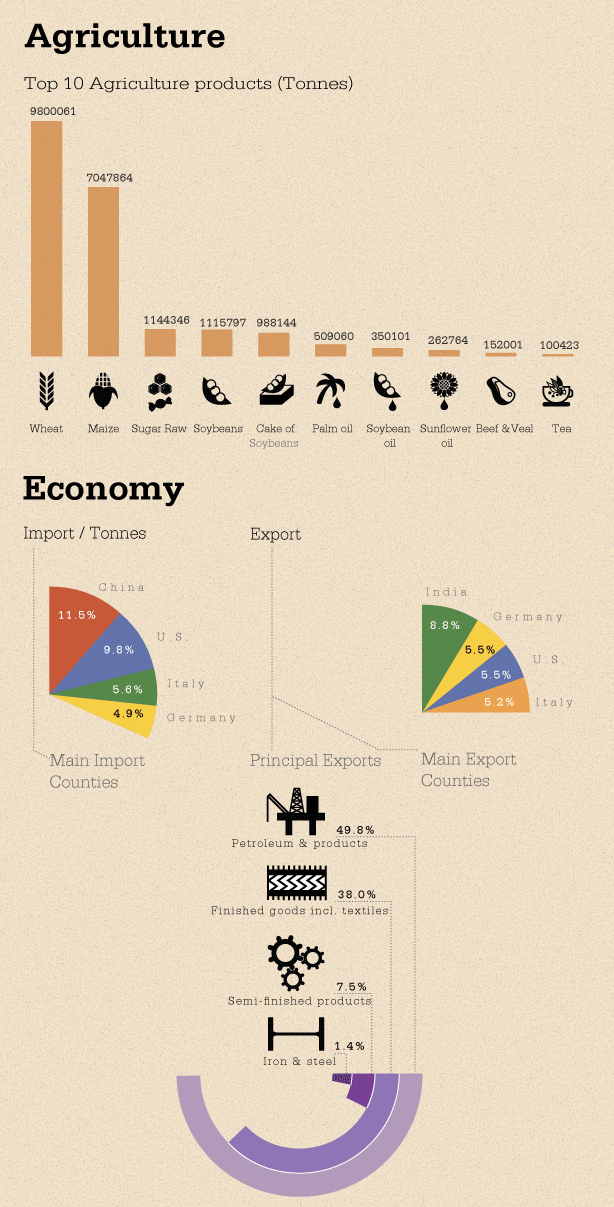 Agriculture
Top 10 Agriculture products (Tonnes)
9800061
7047864
1144346
1115797
988144
509060
350101
262764
152001
100423
Wheat
Maize
Sugar Raw
Soybeans
Cake of
Soybeans
Palm oil
Soybean
oil
Sunflower
oil
Beef & Veal
Tea
Economy
Import / Tonnes
Export
China
11.5%
U.S.
9.8%
Italy
5.6%
Germany
4.9%
Main Import
Counties
India
8.8%
Germany
5.5%
U.S
5.5%
Italy
5.2%
Principal Exports
Main Export
Counties
49.8%
Petroleum & products
38.0%
Finished goods incl. textiles
7.5%
Semi-finished products
1.4%
Iron & steel